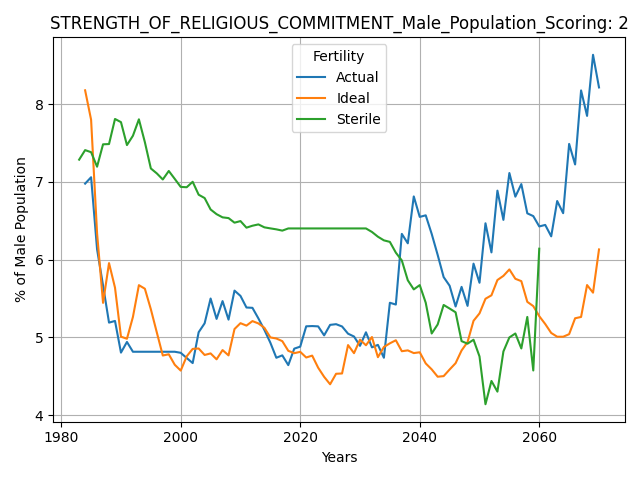 STRENGTH_OF_RELIGIOUS_COMMITMENT_Male_Population_Scoring: 2
Fertility
Actual
Ideal
Sterile
% of Male Population
8
7
6
5
4
1980 2000 2020 2040 2060
Years